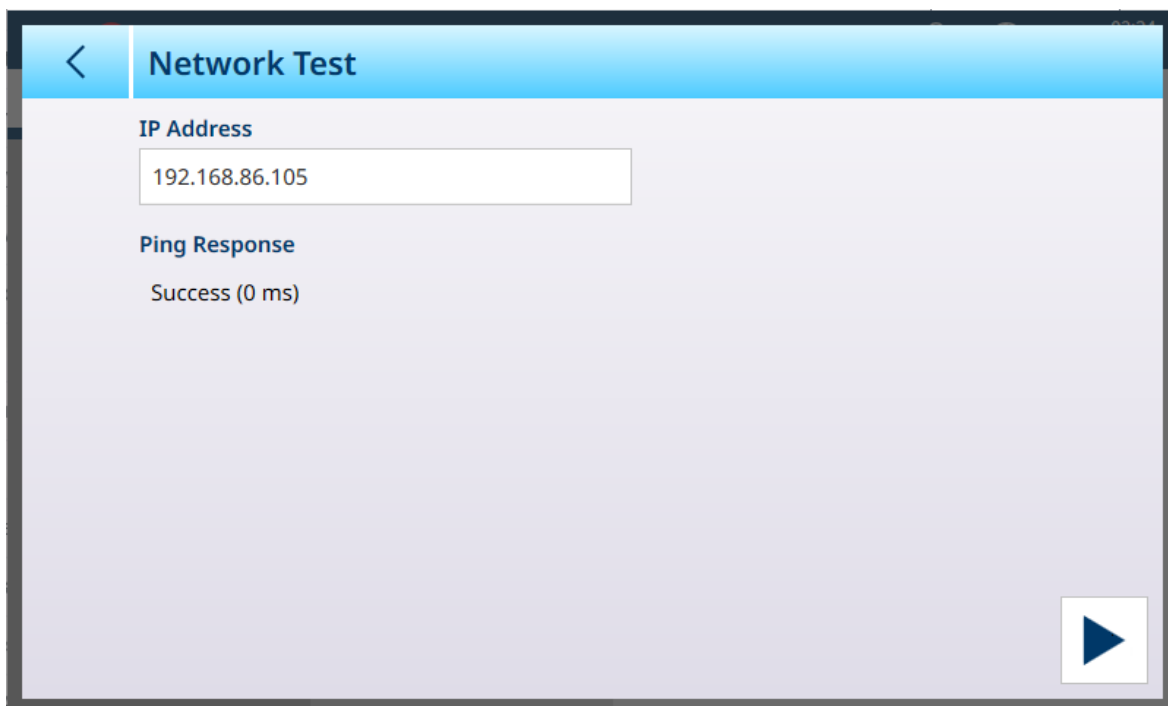 Network Test
IP Address
192.168.86.105
Ping Response
Success (0 ms)